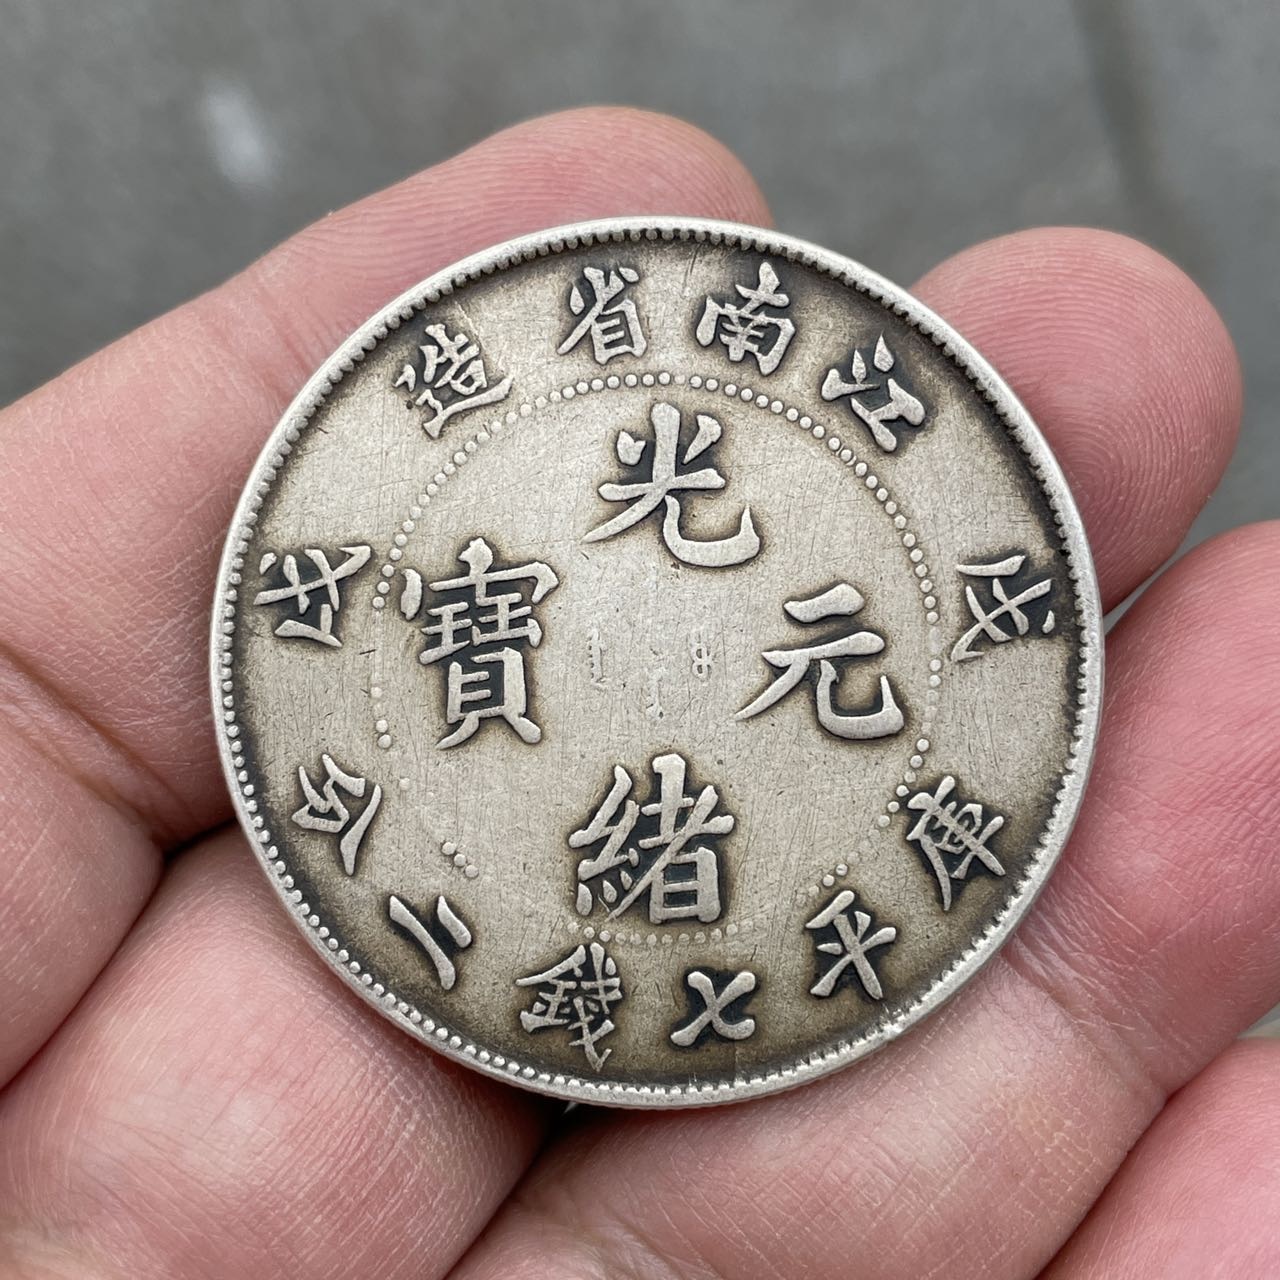 江南省造
戊戌
光緒元寶
庫平七錢二分